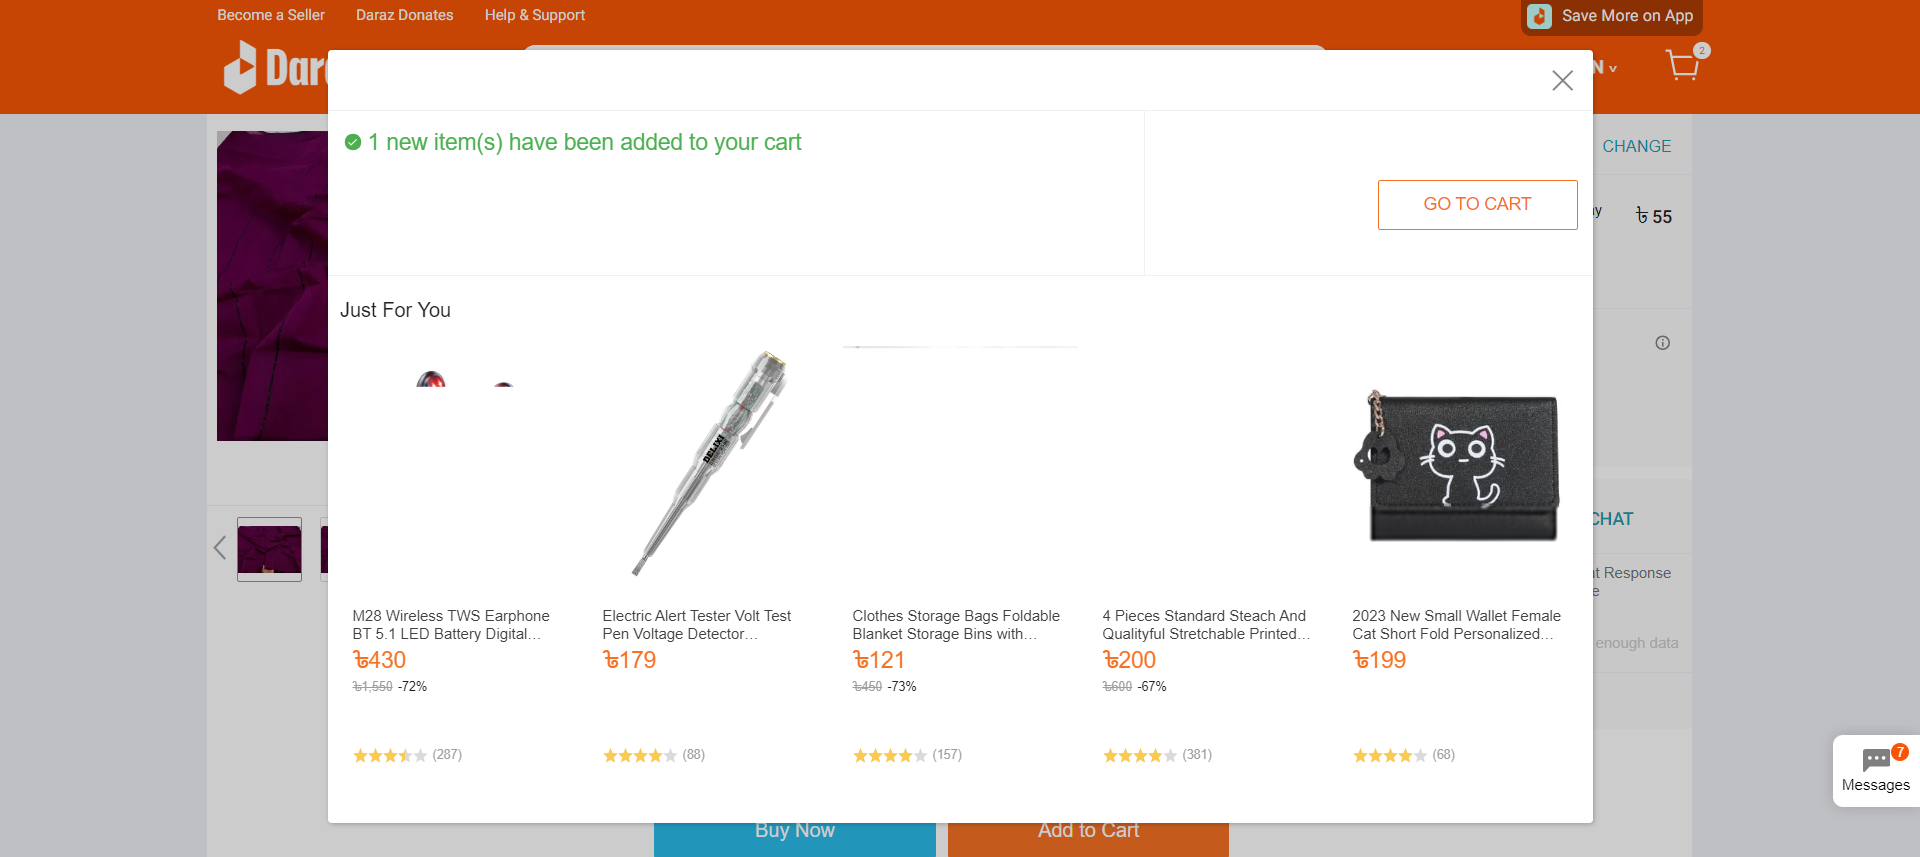 Become a Seller
Daraz Donates
Help & Support
Save More on App
Dar
N
2
1 new item(s) have been added to your cart
CHANGE
GO TO CART
৳ 55
Just For You
DELIXI
CHAT
Response
M28 Wireless TWS Earphone
BT 5.1 LED Battery Digital...
৳430
৳1,550 -72%
(287)
Electric Alert Tester Volt Test
Pen Voltage Detector...
৳179
(88)
Clothes Storage Bags Foldable
Blanket Storage Bins with...
৳121
৳450 -73%
(157)
4 Pieces Standard Steach And
Qualityful Stretchable Printed...
৳200
৳600 -67%
(381)
2023 New Small Wallet Female
Cat Short Fold Personalized...
৳199
(68)
enough data
7
Messages
Buy Now
Add to Cart